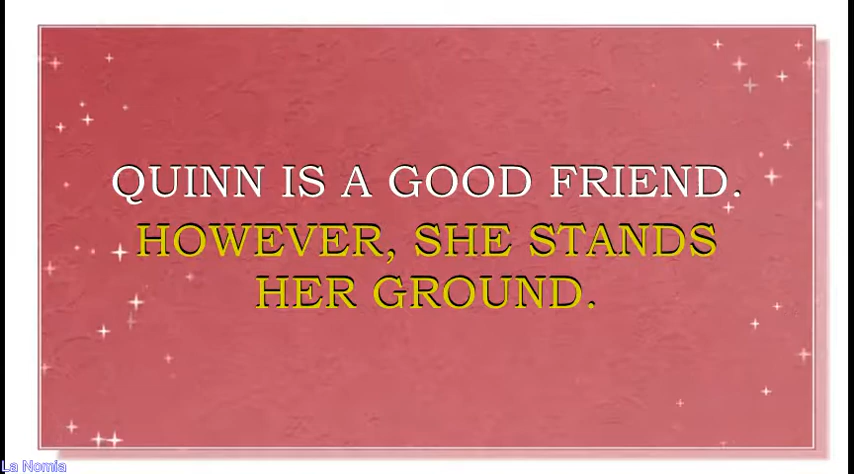 QUINN IS A GOOD FRIEND.
HOWEVER, SHE STANDS
HER GROUND.
La Nomia